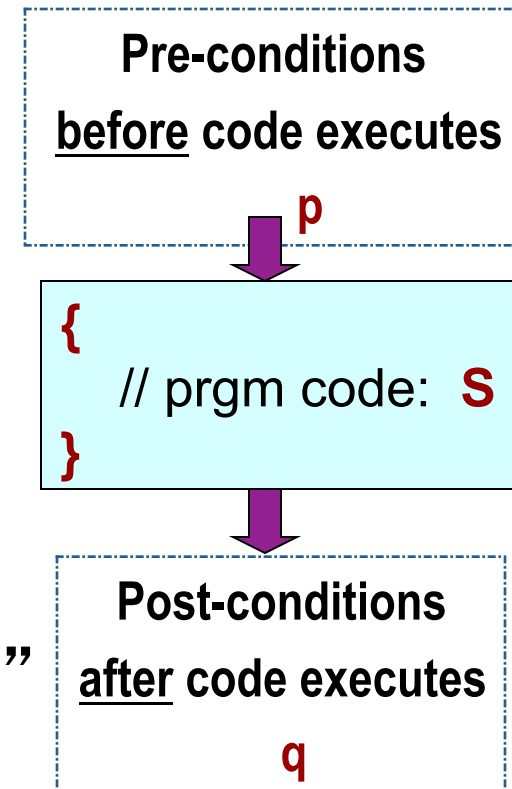 Pre-conditions
before code executes
p
{
// prgm code: S
}
Post-conditions
”
after code executes
q